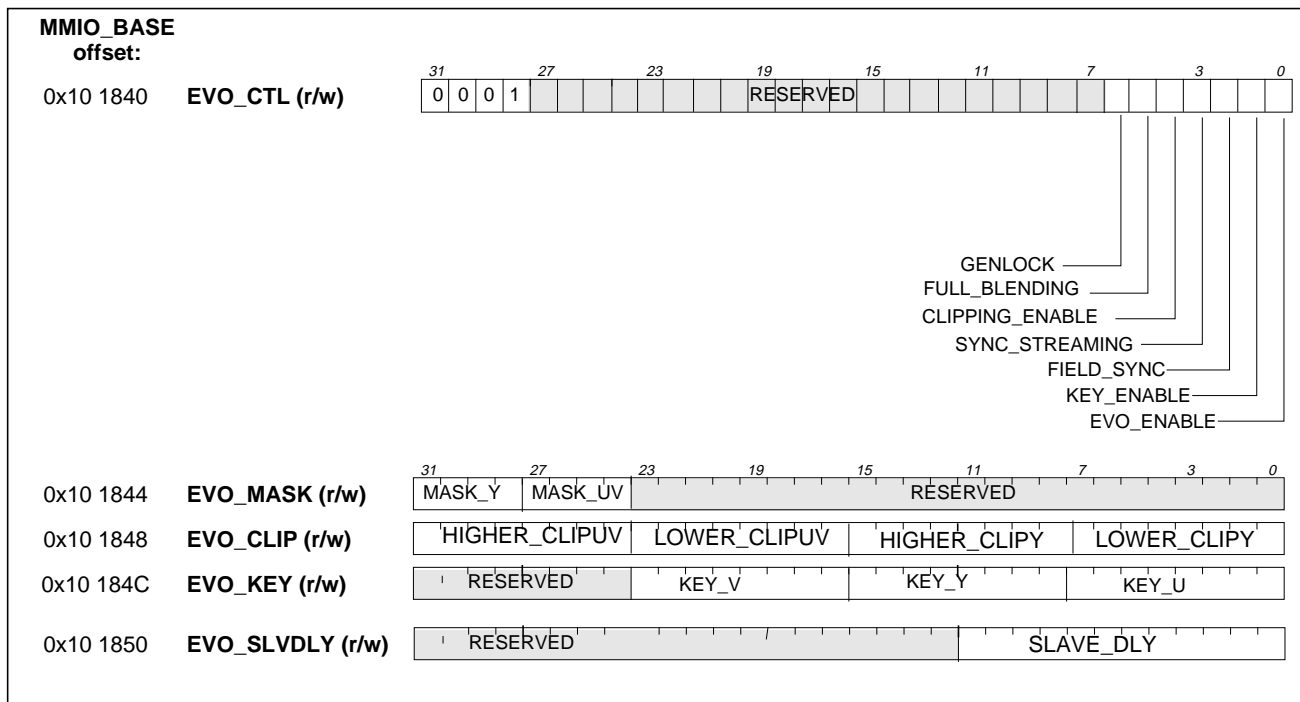 MMIO_BASE
offset:
31 27 23 19 15 11 7 3 0
0x10 1840 EVO_CTL (r/w) 0 0 0 1 RESERVED
GENLOCK
FULL_BLENDING
CLIPPING_ENABLE
SYNC_STREAMING
FIELD_SYNC
KEY_ENABLE
EVO_ENABLE
31 27 23 19 15 11 7 3 0
0x10 1844 EVO_MASK (r/w) MASK_Y MASK_UV RESERVED
0x10 1848 EVO_CLIP (r/w) HIGHER_CLIPUV LOWER_CLIPUV HIGHER_CLIPY LOWER_CLIPY
0x10 184C EVO_KEY (r/w) RESERVED KEY_V KEY_Y KEY_U
0x10 1850 EVO_SLVDLY (r/w) RESERVED SLAVE_DLY